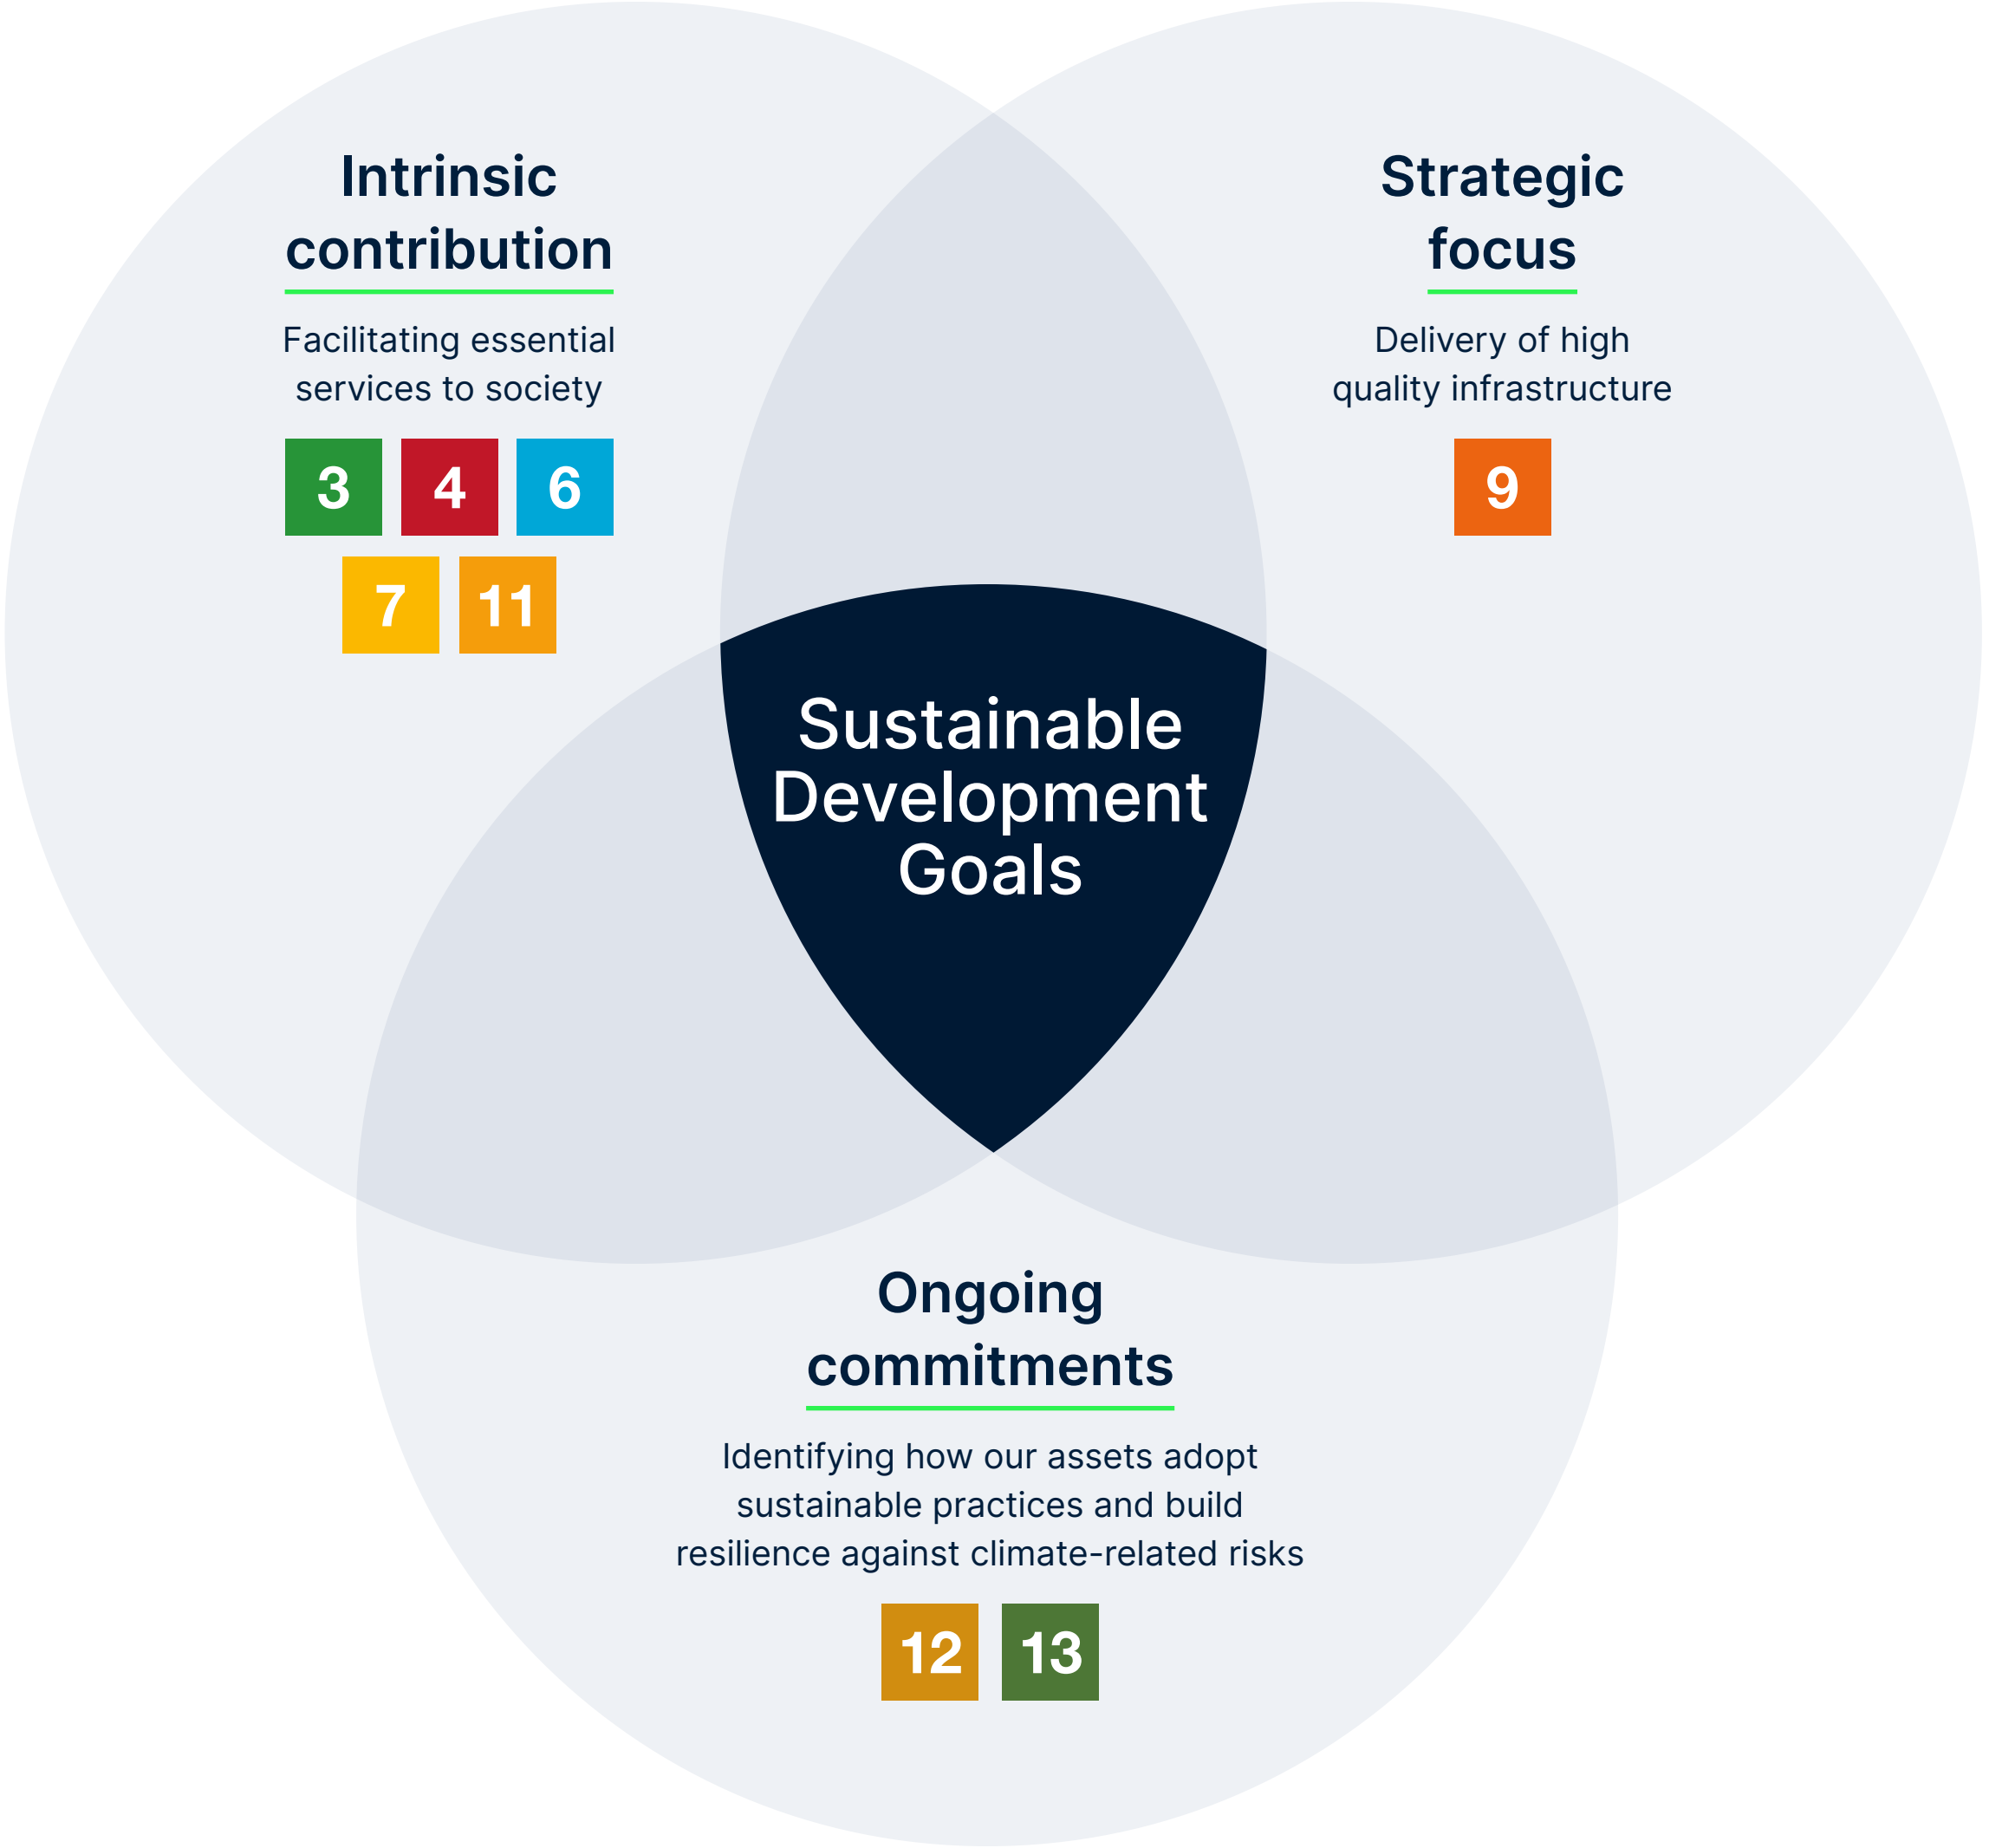 Intrinsic
contribution
Facilitating essential
services to society
3 4 6
7 11
Strategic
focus
Delivery of high
quality infrastructure
9
Sustainable
Development
Goals
Ongoing
commitments
Identifying how our assets adopt
sustainable practices and build
resilience against climate-related risks
12 13